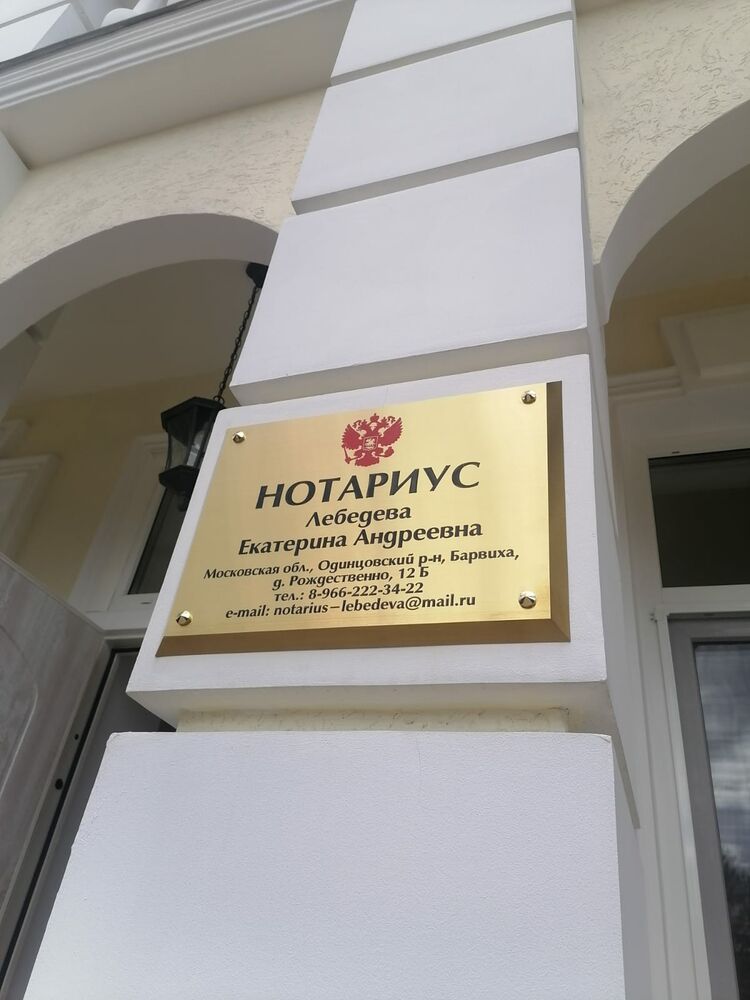 НОТАРИУС
Лебедева
Екатерина Андреевна
Московская обл., Одинцовский р-н, Барвиха,
д. Рождественно, 12 Б
тел.: 8-966-222-34-22
e-mail: notarius-lebedeva@mail.ru